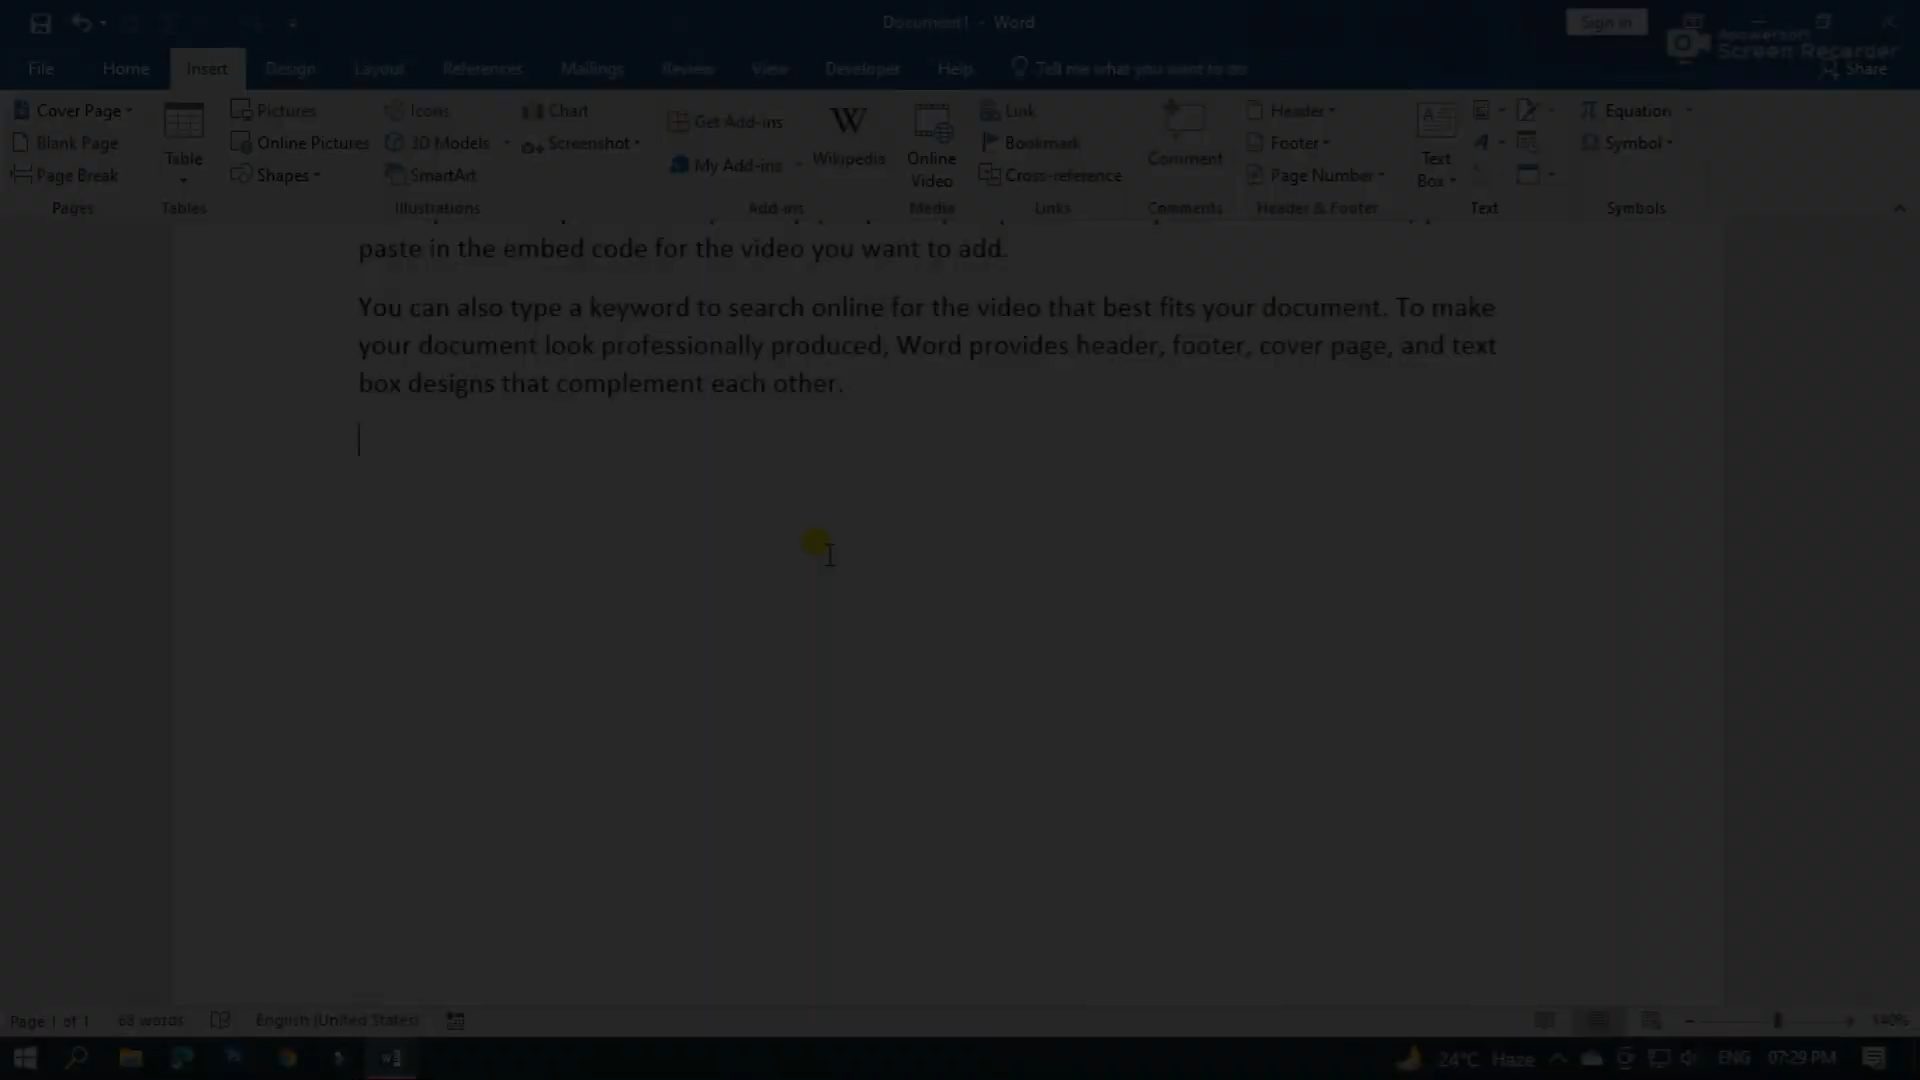 Document1 - Word
Sign in
Screen Recorder
File Home Insert Design Layout References Mailings Review View Developer Help Tell me what you want to do Share
Cover Page
Blank Page
Page Break
Pages
Table
Tables
Pictures
Online Pictures
Shapes
Icons
3D Models
SmartArt
Chart
Screenshot
Illustrations
Get Add-ins
My Add-ins
Wikipedia
Add-ins
Online
Video
Media
Link
Bookmark
Cross-reference
Links
Comment
Comments
Header
Footer
Page Number
Header & Footer
Text
Box
Text
Equation
Symbol
Symbols
paste in the embed code for the video you want to add.
You can also type a keyword to search online for the video that best fits your document. To make
your document look professionally produced, Word provides header, footer, cover page, and text
box designs that complement each other.
Page 1 of 1 68 words English (United States) 140%
24°C Haze ENG 07:29 PM